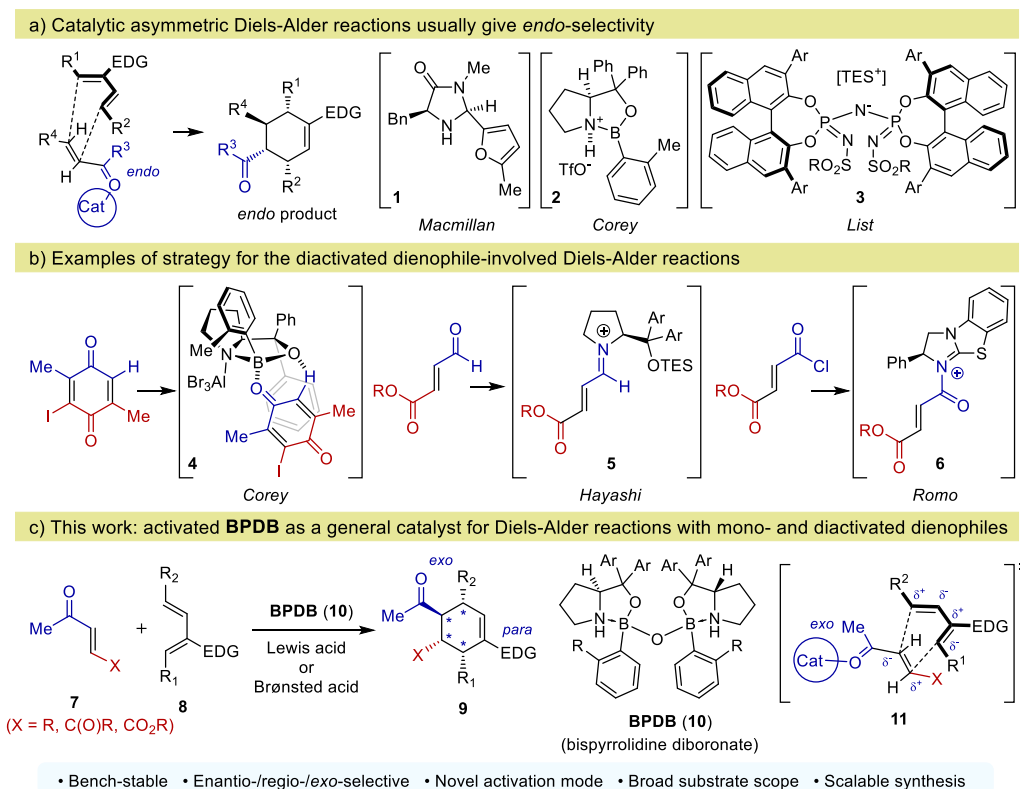 a) Catalytic asymmetric Diels-Alder reactions usually give endo-selectivity
R1
EDG
R4
H
H
R2
R3
O
endo
Cat
R4
R1
EDG
R3
O
R2
endo product
O
N
Me
Bn
N
H
H
O
Me
1
Macmillan
H
Ph
Ph
O
N+
H
B
TfO-
Me
2
Corey
Ar
Ar
[TES+]
O
O
P
N-
P
O
O
N
N
RO2S
SO2R
Ar
Ar
3
List
b) Examples of strategy for the diactivated dienophile-involved Diels-Alder reactions
O
Me
H
I
Me
O
Ph
Me
N
B
O
H
Br3Al
O
Me
Me
I
O
4
Corey
O
H
RO
O
+
N
Ar
Ar
OTES
H
RO
O
5
Hayashi
O
Cl
RO
O
N
Ph
N
S
+
O
RO
O
6
Romo
c) This work: activated BPDB as a general catalyst for Diels-Alder reactions with mono- and diactivated dienophiles
O
Me
X
7
(X = R, C(O)R, CO2R)
+
R2
EDG
R1
8
BPDB (10)
Lewis acid
or
Brønsted acid
exo
O
R2
Me
*
*
*
*
para
X
EDG
R1
9
H
Ar
Ar
Ar
Ar
H
O
O
NH
B
O
B
HN
R
R
BPDB (10)
(bispyrrolidine diboronate)
R2
δ+
δ-
δ+
EDG
exo
Me
H
δ-
R1
Cat
O
δ-
H
δ+
X
11
• Bench-stable • Enantio-/regio-/exo-selective • Novel activation mode • Broad substrate scope • Scalable synthesis